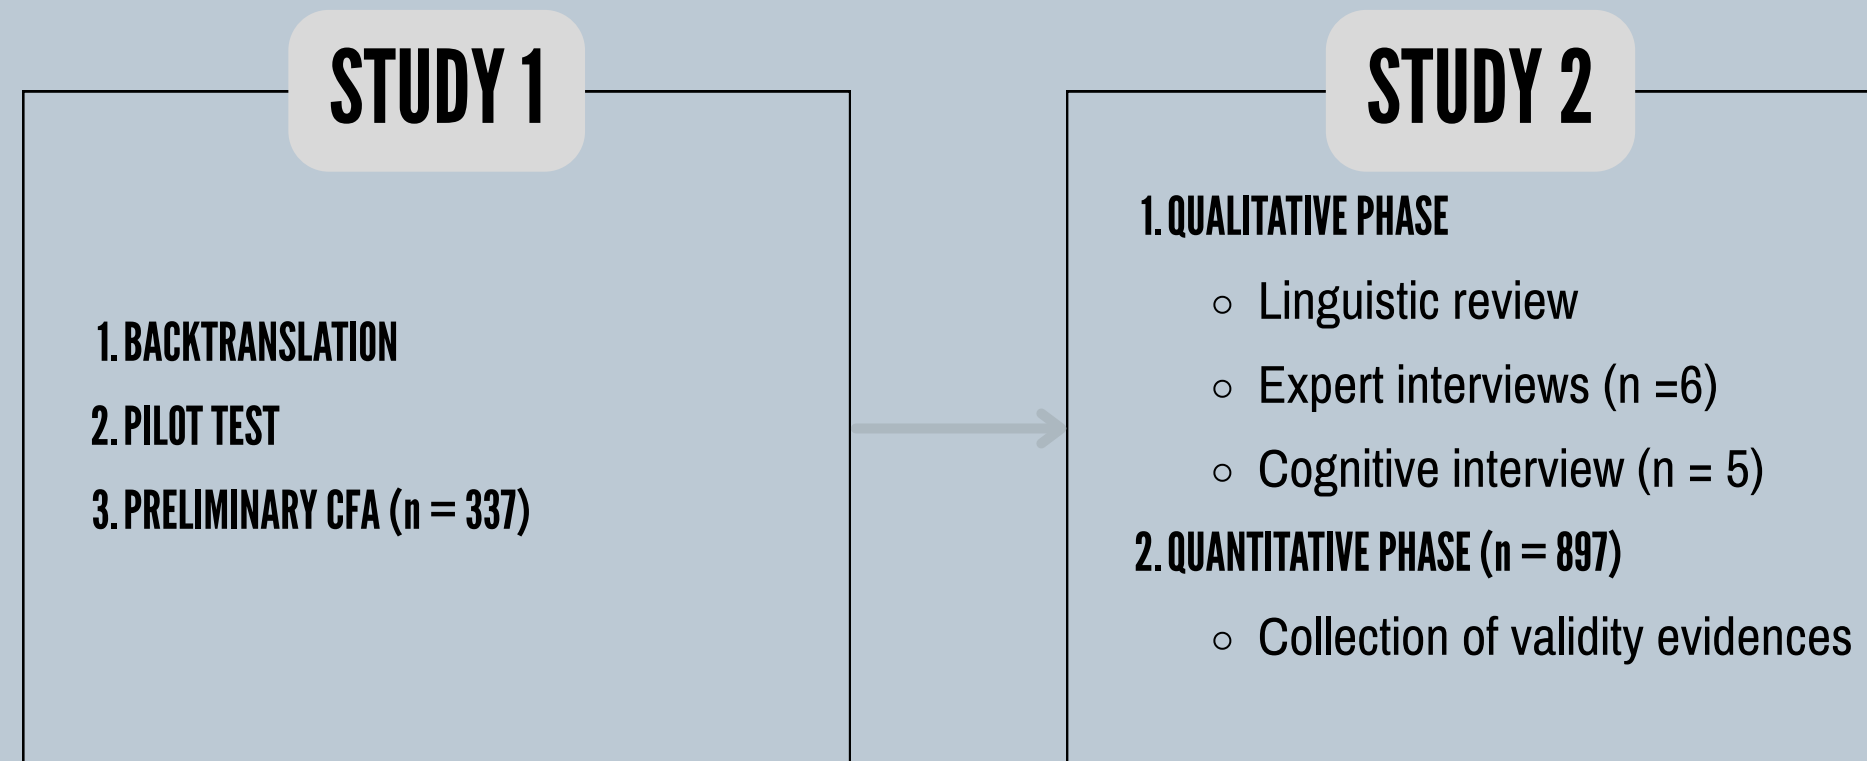 STUDY 1
1. BACKTRANSLATION
2. PILOT TEST
3. PRELIMINARY CFA (n = 337)
STUDY 2
1. QUALITATIVE PHASE
Linguistic review
Expert interviews (n =6)
Cognitive interview (n = 5)
2. QUANTITATIVE PHASE (n = 897)
Collection of validity evidences